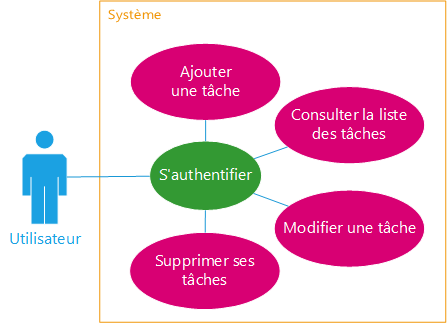 Système
Ajouter
une tâche
Consulter la liste
des tâches
S'authentifier
Utilisateur
Modifier une tâche
Supprimer ses
tâches